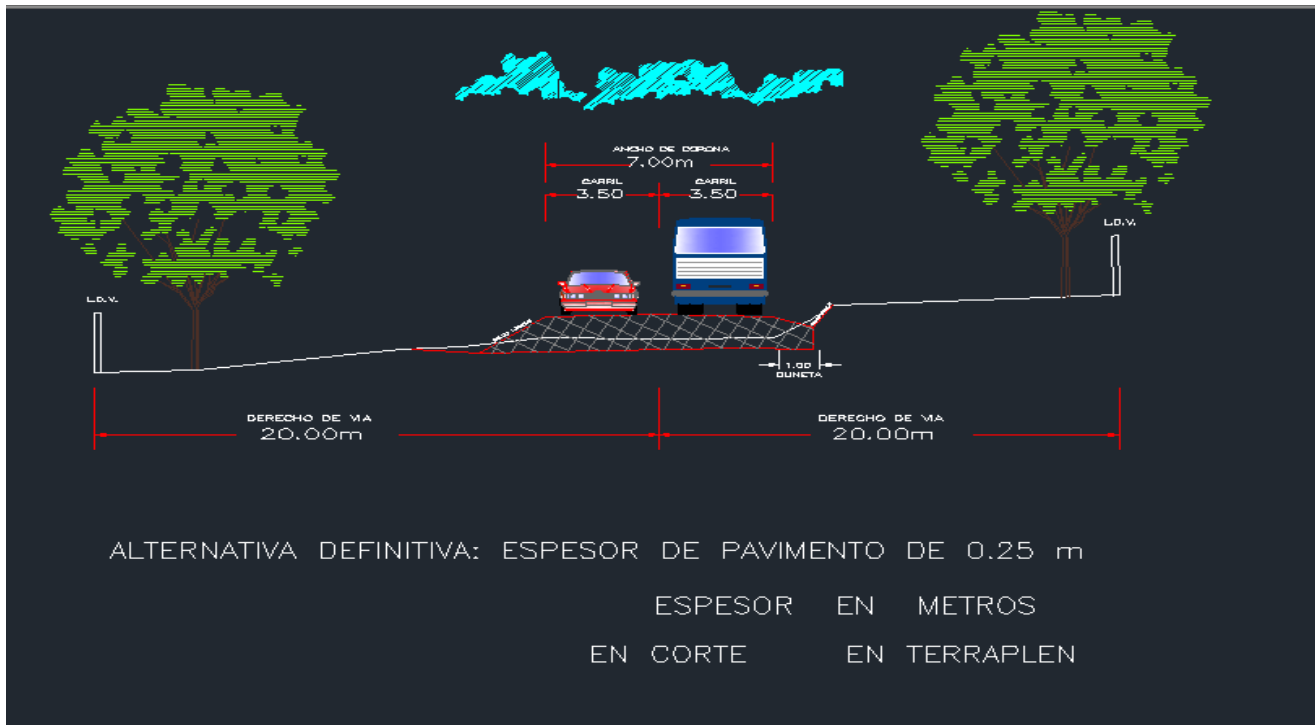 ANCHO DE CORONA
7.00m
CARRIL CARRIL
3.50 3.50
L.D.V.
L.D.V.
1.00
CUNETA
DERECHO DE VIA DERECHO DE VIA
20.00m 20.00m
ALTERNATIVA DEFINITIVA: ESPESOR DE PAVIMENTO DE 0.25 m
ESPESOR EN METROS
EN CORTE EN TERRAPLEN